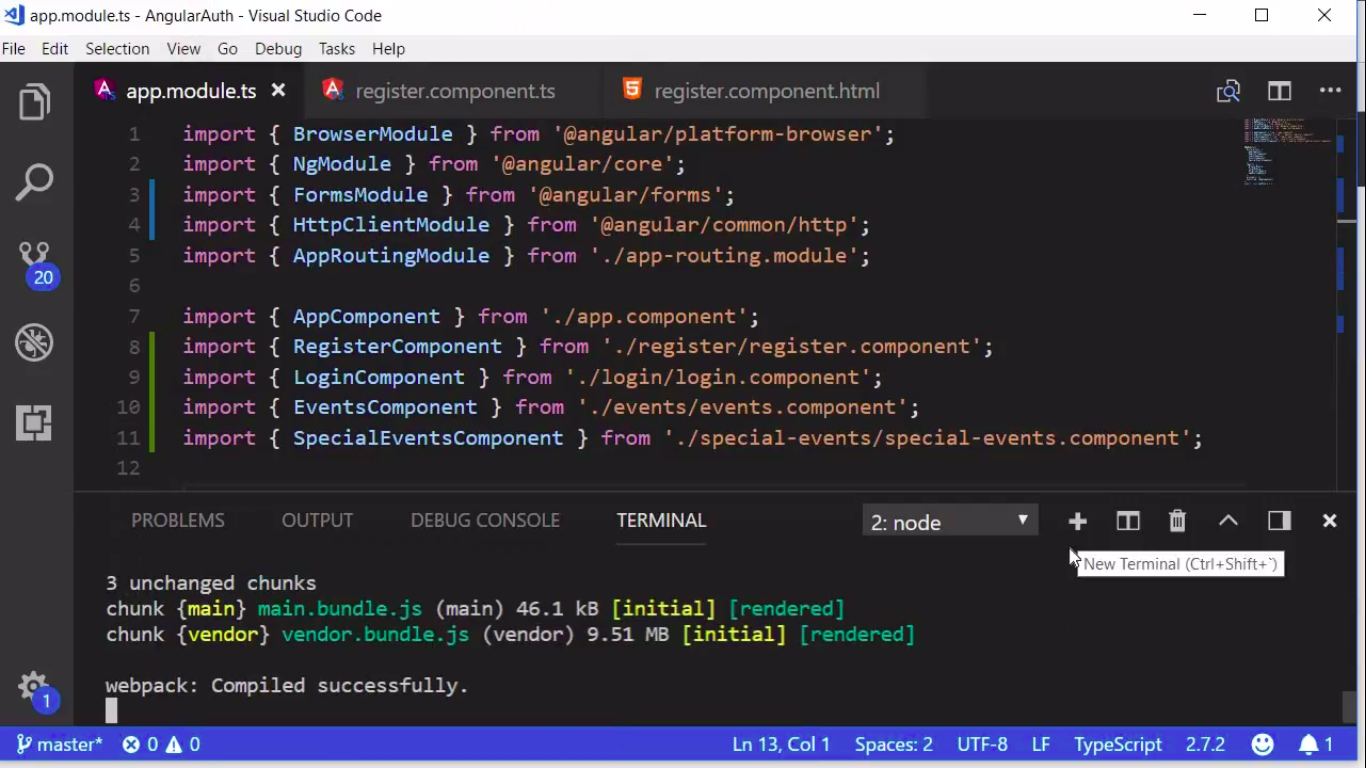 app.module.ts - AngularAuth - Visual Studio Code
File Edit Selection View Go Debug Tasks Help
app.module.ts register.component.ts register.component.html
1 import { BrowserModule } from '@angular/platform-browser';
2 import { NgModule } from '@angular/core';
3 import { FormsModule } from '@angular/forms';
4 import { HttpClientModule } from '@angular/common/http';
5 import { AppRoutingModule } from './app-routing.module';
6
7 import { AppComponent } from './app.component';
8 import { RegisterComponent } from './register/register.component';
9 import { LoginComponent } from './login/login.component';
10 import { EventsComponent } from './events/events.component';
11 import { SpecialEventsComponent } from './special-events/special-events.component';
12
20
PROBLEMS OUTPUT DEBUG CONSOLE TERMINAL 2: node
New Terminal (Ctrl+Shift+`)
3 unchanged chunks
chunk {main} main.bundle.js (main) 46.1 kB [initial] [rendered]
chunk {vendor} vendor.bundle.js (vendor) 9.51 MB [initial] [rendered]
webpack: Compiled successfully.
1
master* 0 0 Ln 13, Col 1 Spaces: 2 UTF-8 LF TypeScript 2.7.2 1